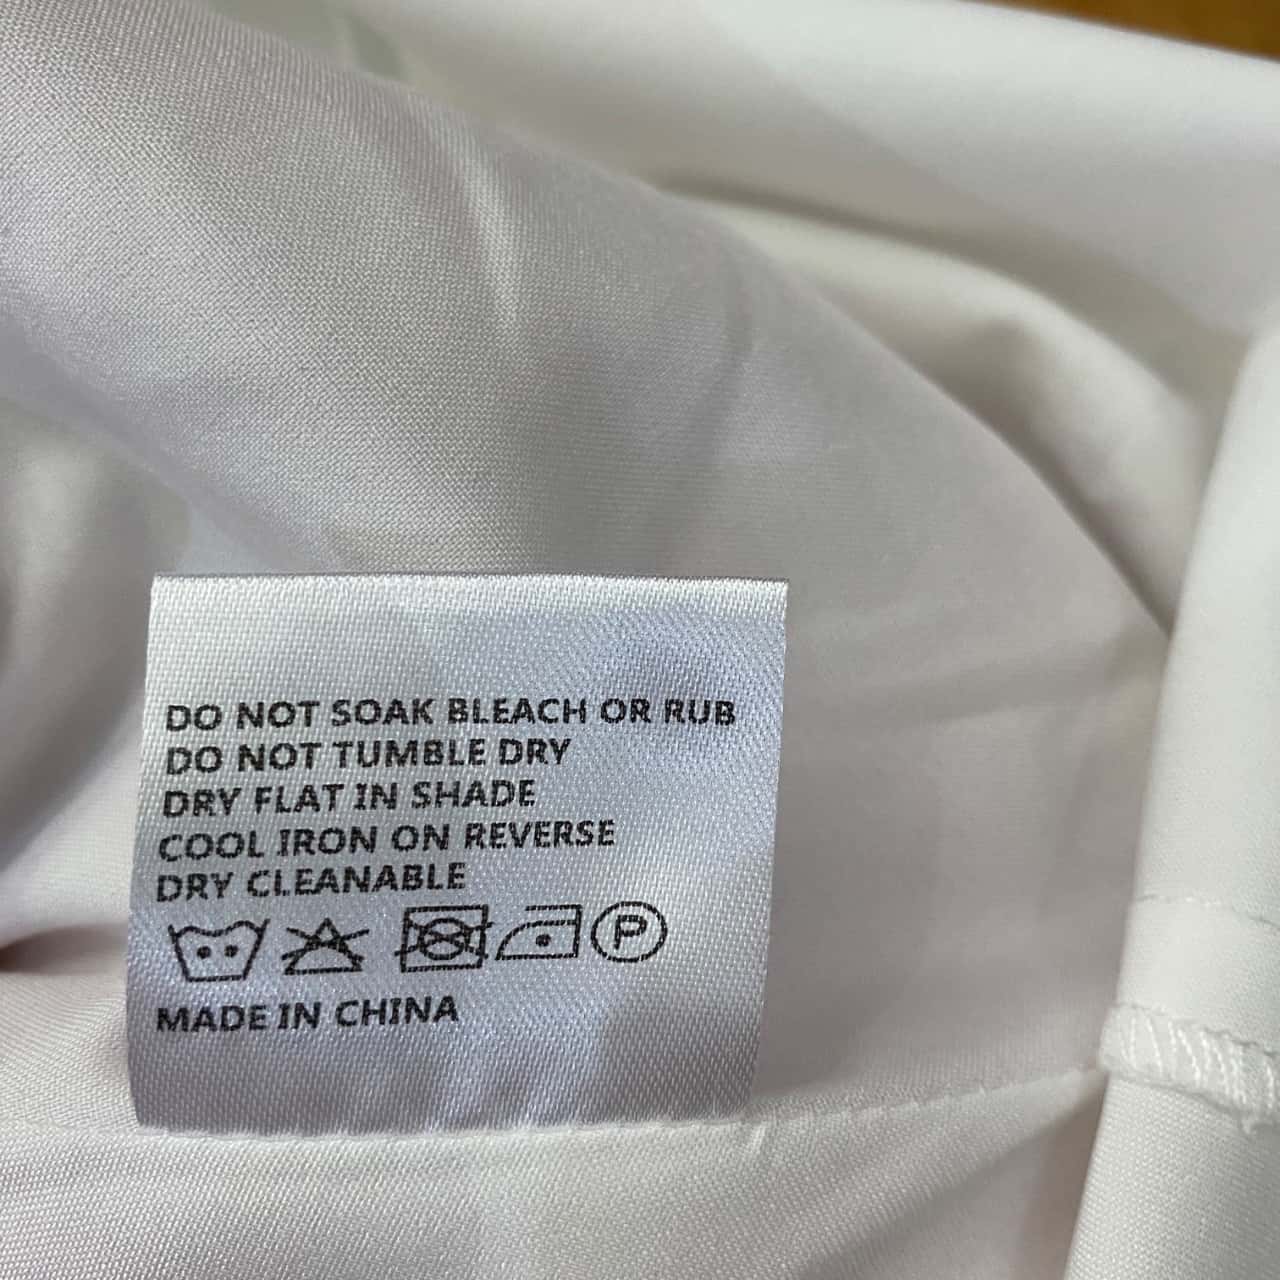 DO NOT SOAK BLEACH OR RUB
DO NOT TUMBLE DRY
DRY FLAT IN SHADE
COOL IRON ON REVERSE
DRY CLEANABLE
P
MADE IN CHINA